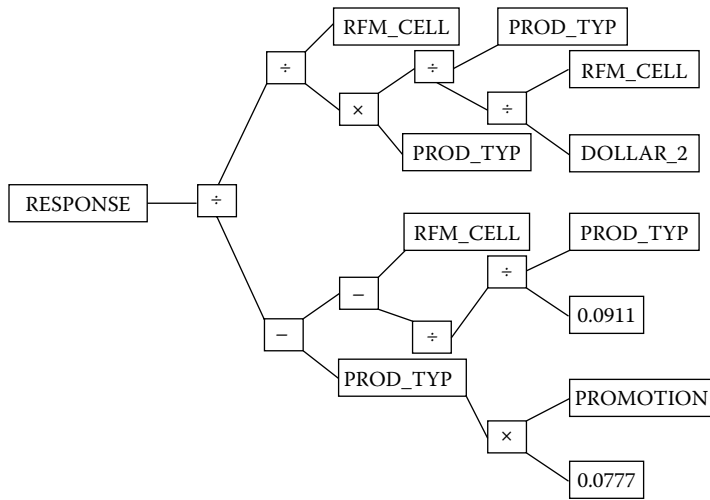 RFM_CELL
PROD_TYP
÷
÷
RFM_CELL
×
÷
PROD_TYP
DOLLAR_2
RESPONSE
÷
RFM_CELL
PROD_TYP
÷
−
0.0911
−
÷
PROD_TYP
PROMOTION
×
0.0777